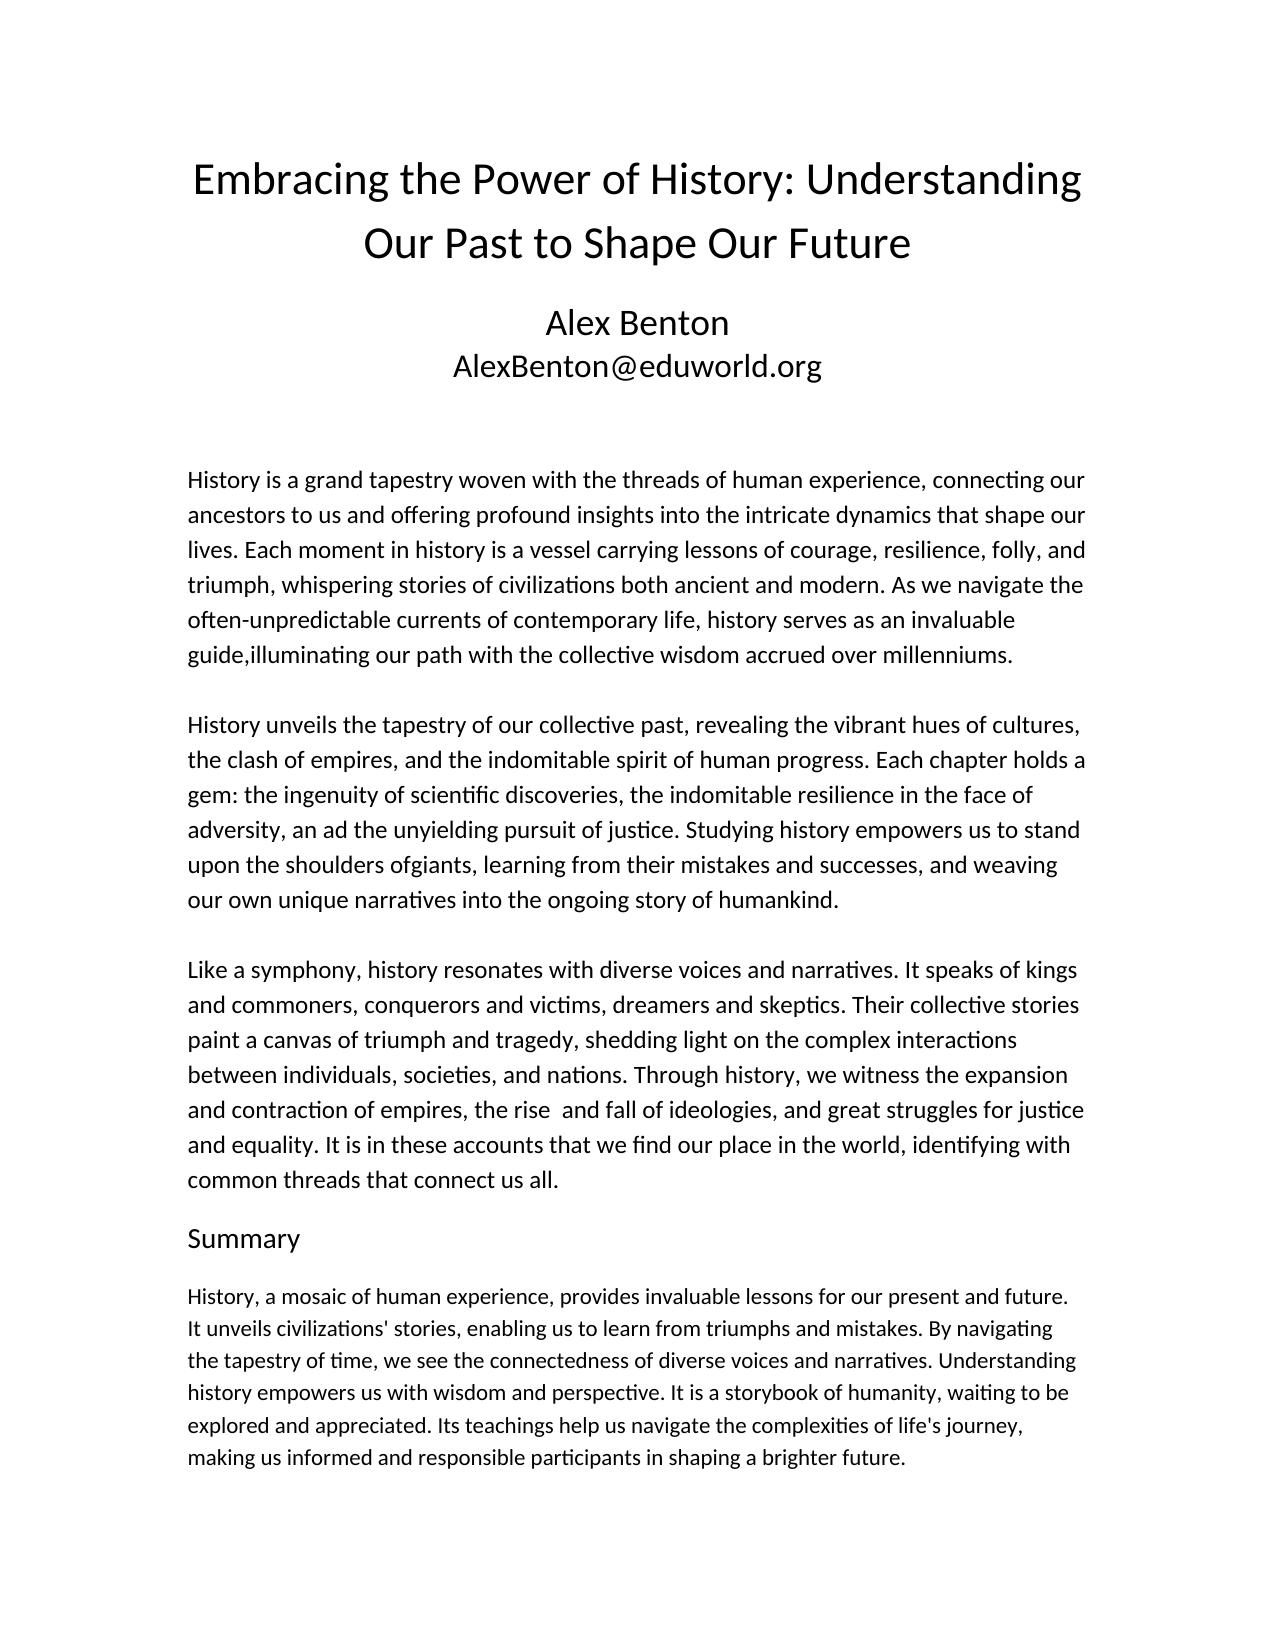 Embracing the Power of History: Understanding
Our Past to Shape Our Future
Alex Benton
AlexBenton@eduworld.org
History is a grand tapestry woven with the threads of human experience, connecting our
ancestors to us and offering profound insights into the intricate dynamics that shape our
lives. Each moment in history is a vessel carrying lessons of courage, resilience, folly, and
triumph, whispering stories of civilizations both ancient and modern. As we navigate the
often-unpredictable currents of contemporary life, history serves as an invaluable
guide,illuminating our path with the collective wisdom accrued over millenniums.
History unveils the tapestry of our collective past, revealing the vibrant hues of cultures,
the clash of empires, and the indomitable spirit of human progress. Each chapter holds a
gem: the ingenuity of scientific discoveries, the indomitable resilience in the face of
adversity, an ad the unyielding pursuit of justice. Studying history empowers us to stand
upon the shoulders ofgiants, learning from their mistakes and successes, and weaving
our own unique narratives into the ongoing story of humankind.
Like a symphony, history resonates with diverse voices and narratives. It speaks of kings
and commoners, conquerors and victims, dreamers and skeptics. Their collective stories
paint a canvas of triumph and tragedy, shedding light on the complex interactions
between individuals, societies, and nations. Through history, we witness the expansion
and contraction of empires, the rise  and fall of ideologies, and great struggles for justice
and equality. It is in these accounts that we find our place in the world, identifying with
common threads that connect us all.
Summary
History, a mosaic of human experience, provides invaluable lessons for our present and future.
It unveils civilizations' stories, enabling us to learn from triumphs and mistakes. By navigating
the tapestry of time, we see the connectedness of diverse voices and narratives. Understanding
history empowers us with wisdom and perspective. It is a storybook of humanity, waiting to be
explored and appreciated. Its teachings help us navigate the complexities of life's journey,
making us informed and responsible participants in shaping a brighter future.